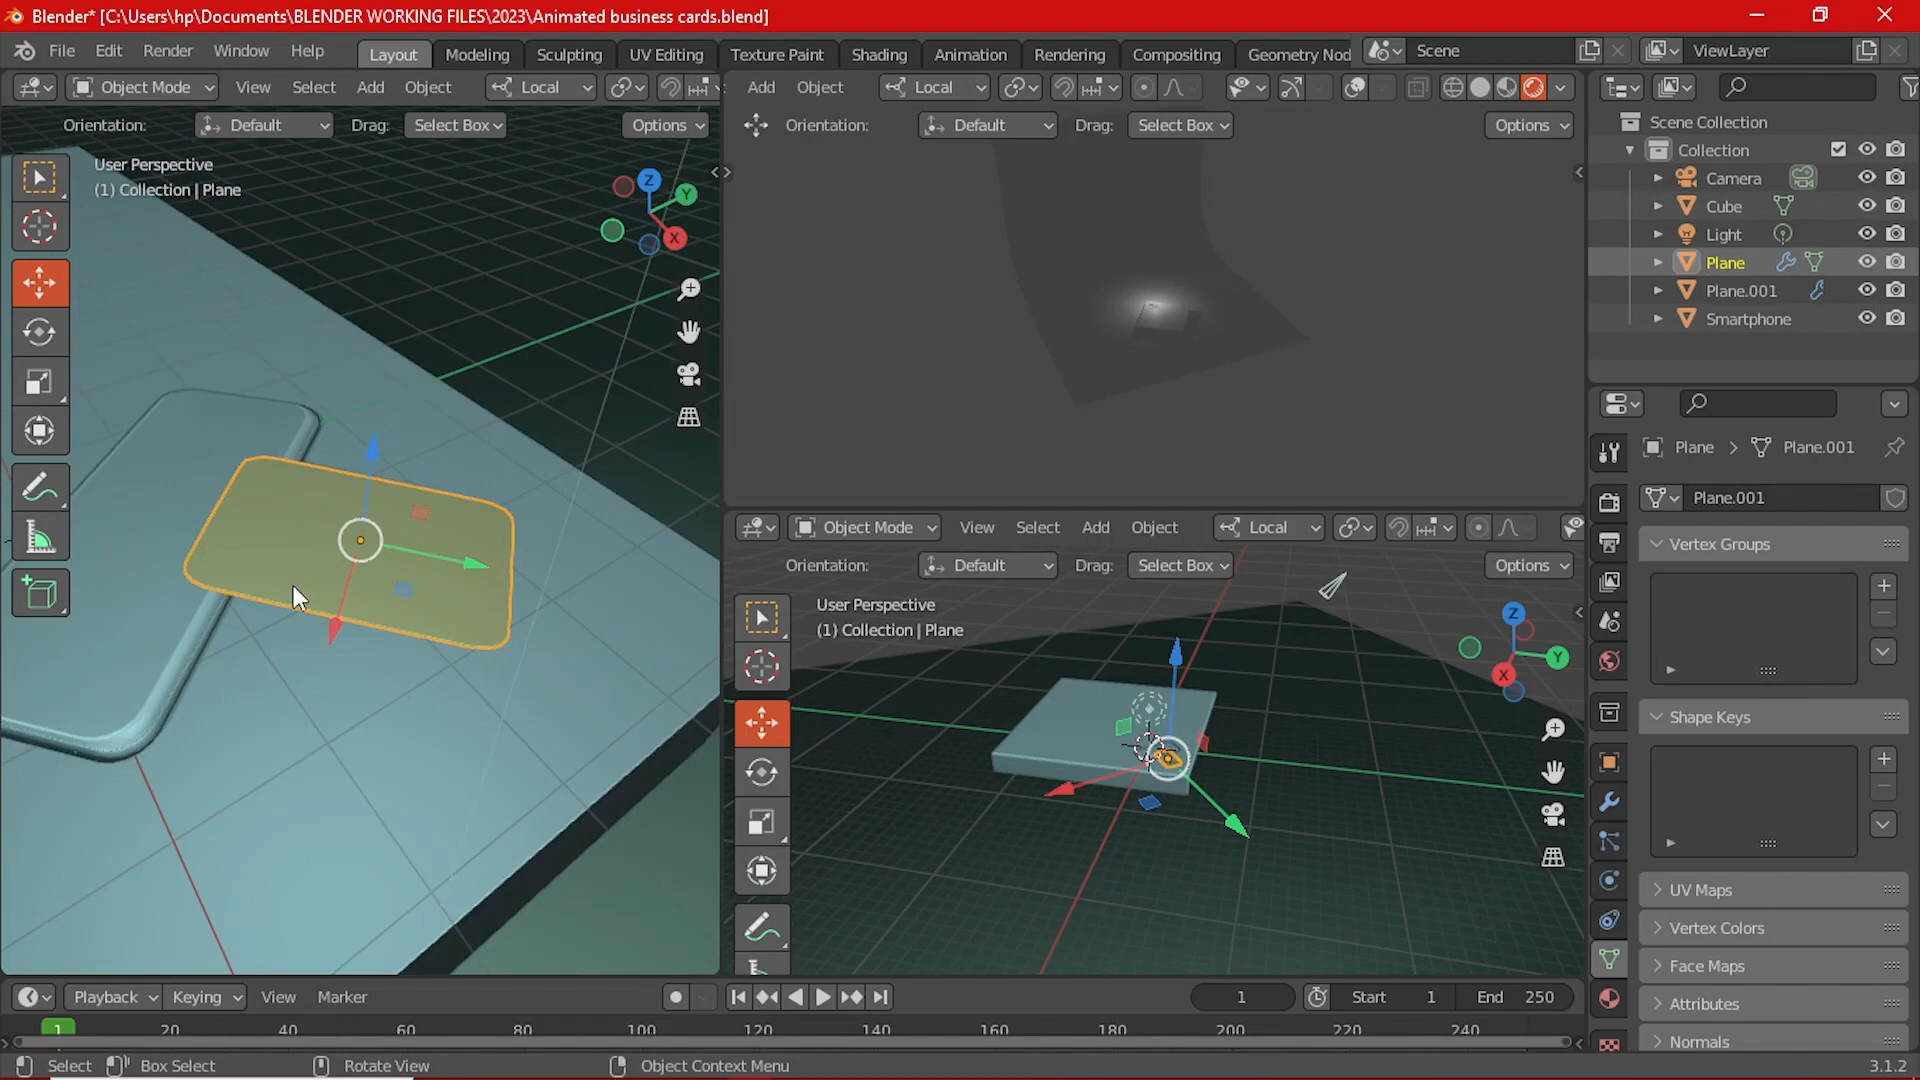 Blender* [C:\Users\hp\Documents\BLENDER WORKING FILES\2023\Animated business cards.blend]
File Edit Render Window Help Layout Modeling Sculpting UV Editing Texture Paint Shading Animation Rendering Compositing Geometry Nod Scene ViewLayer
Object Mode View Select Add Object Local
Orientation: Default Drag: Select Box Options
User Perspective
(1) Collection | Plane
Z
Y
X
Add Object Local
Orientation: Default Drag: Select Box Options
Object Mode View Select Add Object Local
Orientation: Default Drag: Select Box Options
User Perspective
(1) Collection | Plane
Z
Y
X
Scene Collection
Collection
Camera
Cube
Light
Plane
Plane.001
Smartphone
Plane > Plane.001
Plane.001
Vertex Groups
Shape Keys
UV Maps
Vertex Colors
Face Maps
Attributes
Normals
Playback Keying View Marker 1 Start 1 End 250
1 20 40 60 80 100 120 140 160 180 200 220 240
Select Box Select Rotate View Object Context Menu 3.1.2